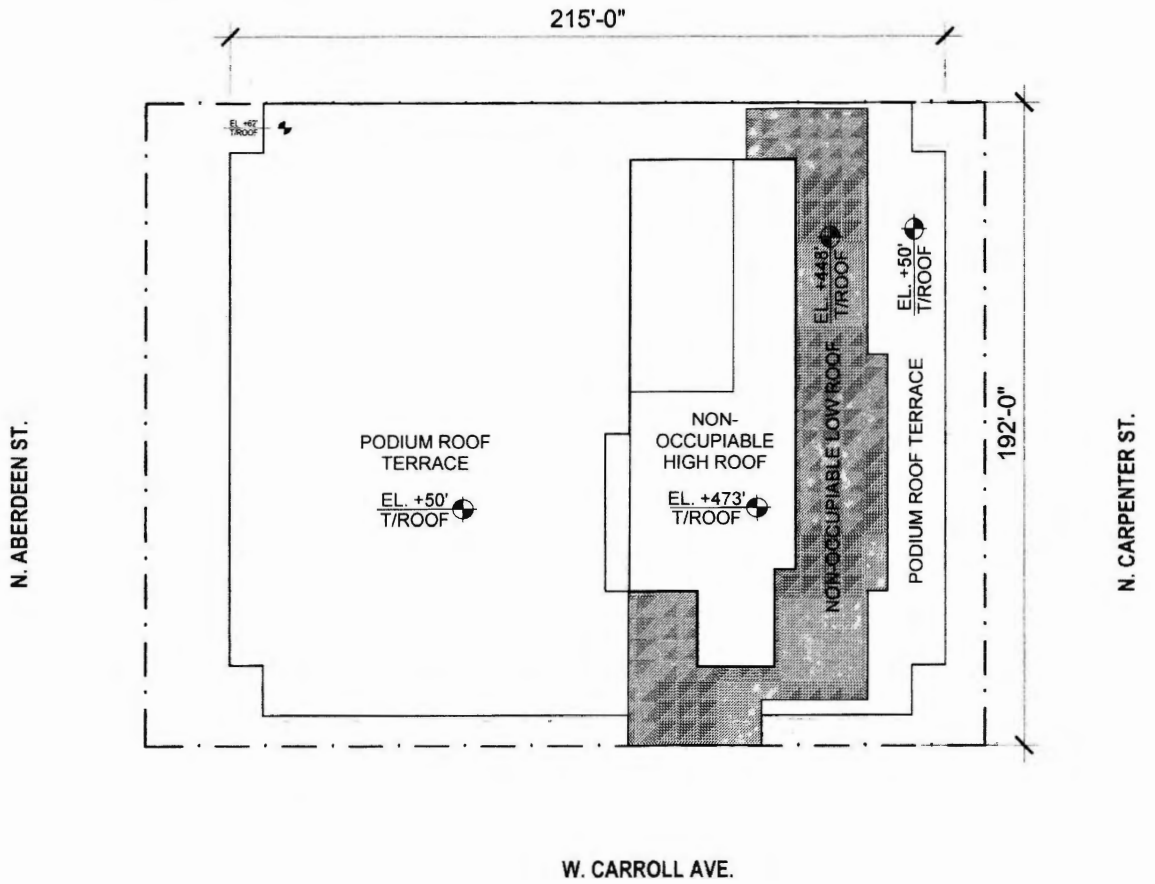 215'-0"
EL. +62'
T/ROOF
EL. +448'
T/ROOF
EL. +50'
T/ROOF
NON-OCCUPIABLE LOW ROOF
PODIUM ROOF TERRACE
192'-0"
N. ABERDEEN ST.
N. CARPENTER ST.
PODIUM ROOF
TERRACE
EL. +50'
T/ROOF
NON-
OCCUPIABLE
HIGH ROOF
EL. +473'
T/ROOF
W. CARROLL AVE.